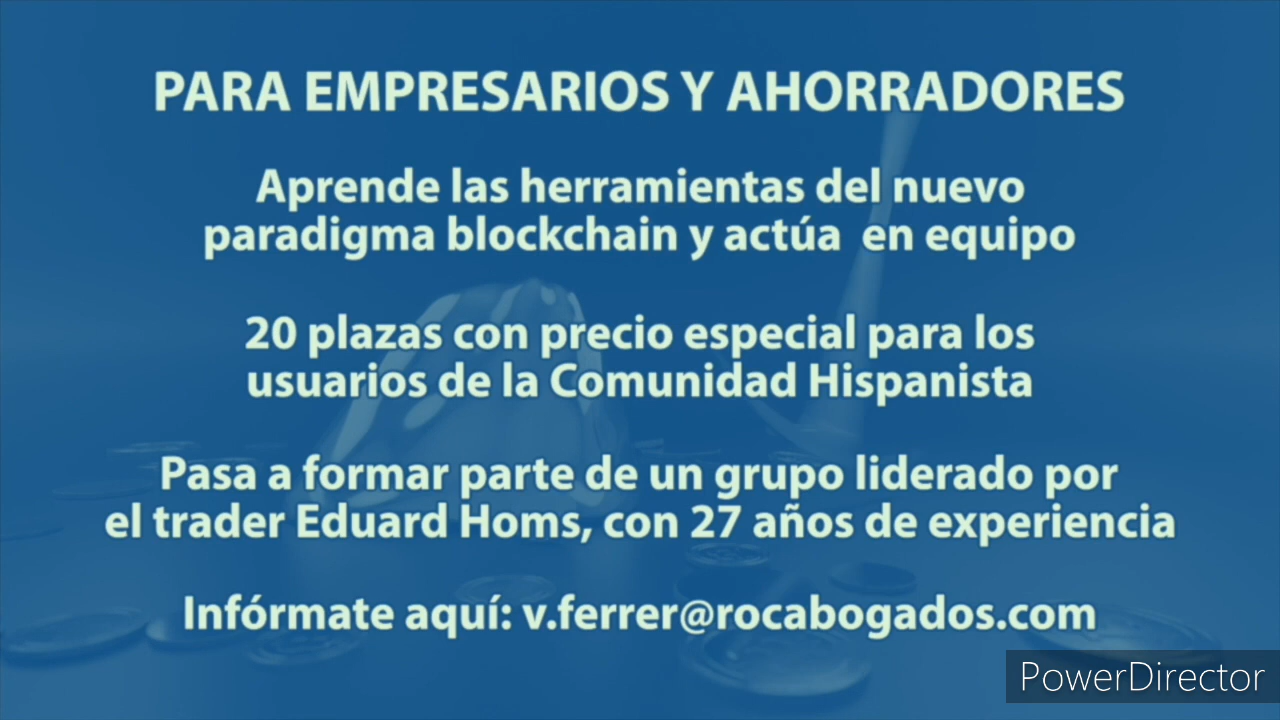 PARA EMPRESARIOS Y AHORRADORES
Aprende las herramientas del nuevo
paradigma blockchain y actúa en equipo
20 plazas con precio especial para los
usuarios de la Comunidad Hispanista
Pasa a formar parte de un grupo liderado por
el trader Eduard Homs, con 27 años de experiencia
Infórmate aquí: v.ferrer@rocabogados.com
PowerDirector